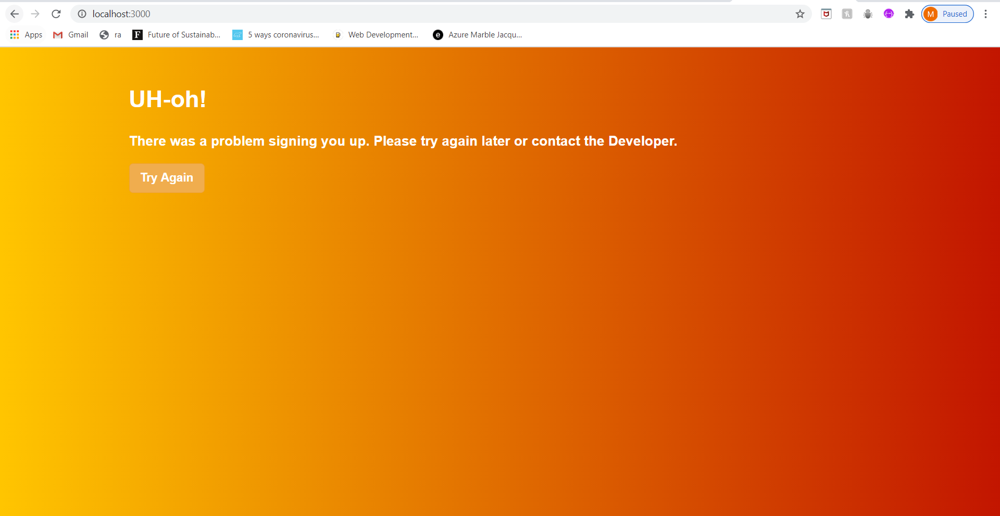 localhost:3000
M Paused
Apps Gmail ra F Future of Sustainab... 5 ways coronavirus... Web Development... e Azure Marble Jacqu...
UH-oh!
There was a problem signing you up. Please try again later or contact the Developer.
Try Again